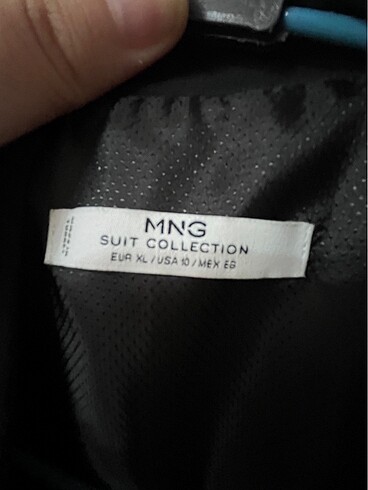 MNG
SUIT COLLECTION
EUR XL / USA 10 / MEX EG